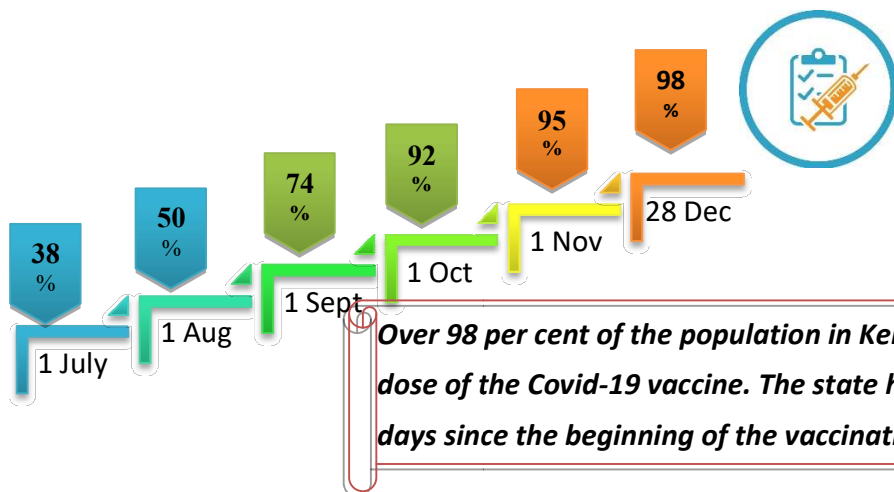 98
%
95
%
92
%
74
%
50
%
38
%
28 Dec
1 Nov
1 Oct
1 Sept
1 Aug
1 July
Over 98 per cent of the population in
dose of the Covid-19 vaccine. The state
days since the beginning of the